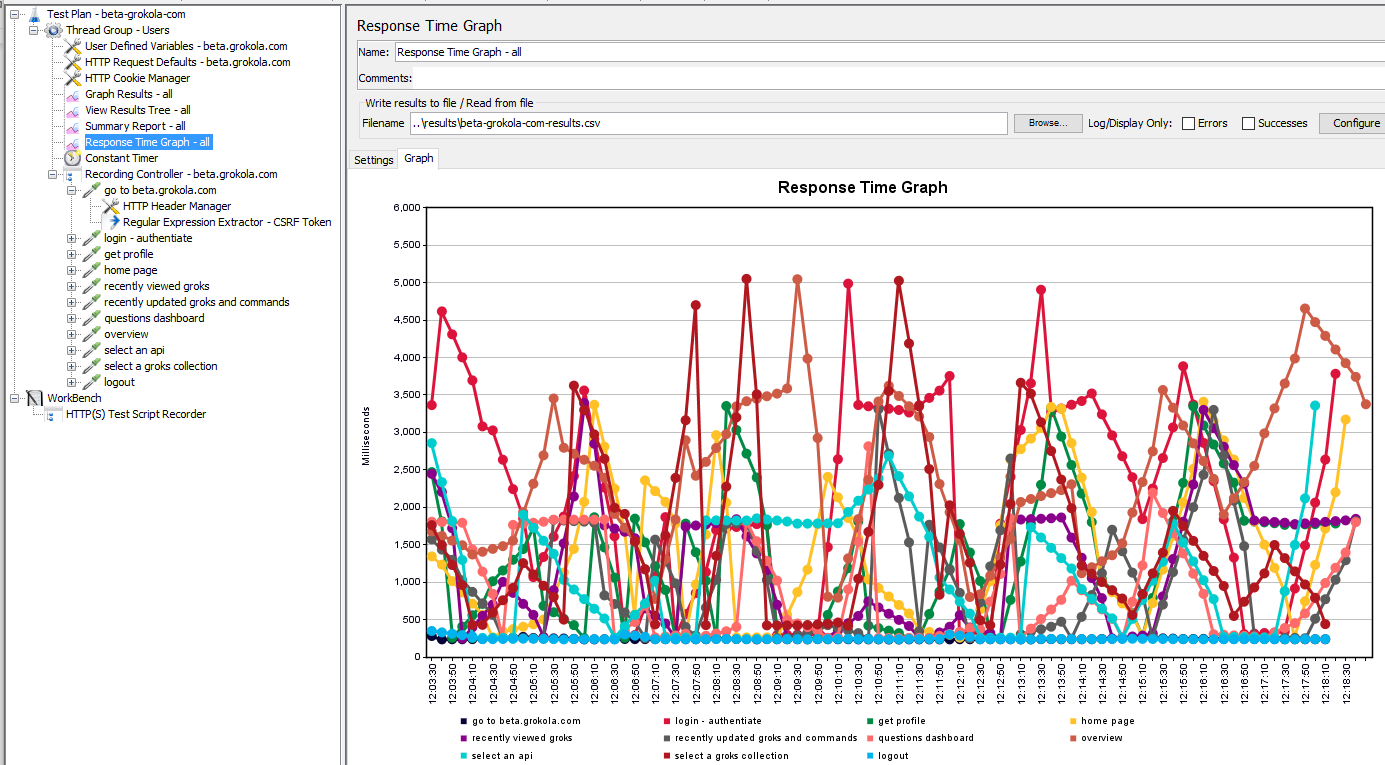 Test Plan - beta-grokola-com
Thread Group - Users
User Defined Variables - beta.grokola.com
HTTP Request Defaults - beta.grokola.com
HTTP Cookie Manager
Graph Results - all
View Results Tree - all
Summary Report - all
Response Time Graph - all
Constant Timer
Recording Controller - beta.grokola.com
go to beta.grokola.com
HTTP Header Manager
Regular Expression Extractor - CSRF Token
login - authentiate
get profile
home page
recently viewed groks
recently updated groks and commands
questions dashboard
overview
select an api
select a groks collection
logout
WorkBench
HTTP(S) Test Script Recorder
Response Time Graph
Name: Response Time Graph - all
Comments:
Write results to file / Read from file
Filename ..\results\beta-grokola-com-results.csv Browse... Log/Display Only: Errors Successes Configure
Settings Graph
Response Time Graph
6,000
5,500
5,000
4,500
4,000
3,500
3,000
2,500
2,000
1,500
1,000
500
0
Milliseconds
12:03:30
12:03:50
12:04:10
12:04:30
12:04:50
12:05:10
12:05:30
12:05:50
12:06:10
12:06:30
12:06:50
12:07:10
12:07:30
12:07:50
12:08:10
12:08:30
12:08:50
12:09:10
12:09:30
12:09:50
12:10:10
12:10:30
12:10:50
12:11:10
12:11:30
12:11:50
12:12:10
12:12:30
12:12:50
12:13:10
12:13:30
12:13:50
12:14:10
12:14:30
12:14:50
12:15:10
12:15:30
12:15:50
12:16:10
12:16:30
12:16:50
12:17:10
12:17:30
12:17:50
12:18:10
12:18:30
go to beta.grokola.com login - authentiate get profile home page
recently viewed groks recently updated groks and commands questions dashboard overview
select an api select a groks collection logout